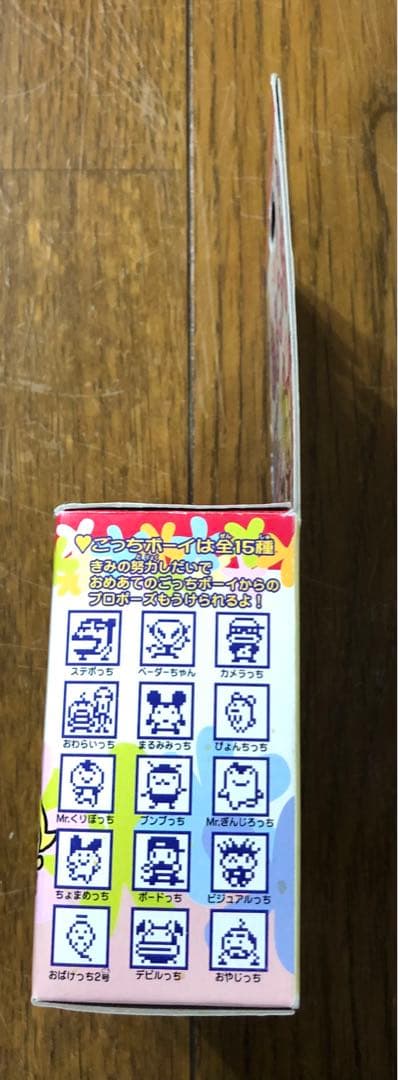 ♥ごっちボーイは全15種
きみの努力しだいで
おめあてのごっちボーイからの
プロポーズもうけられるよ！
ステボっち ベーダーちゃん カメラっち
おわらいっち まるみみっち ぴょんちっち
Mr.くりぼっち ブンブっち Mr.ぎんじろっち
ちょまめっち ボードっち ビジュアルっち
おばけっち2号 デビルっち おやじっち